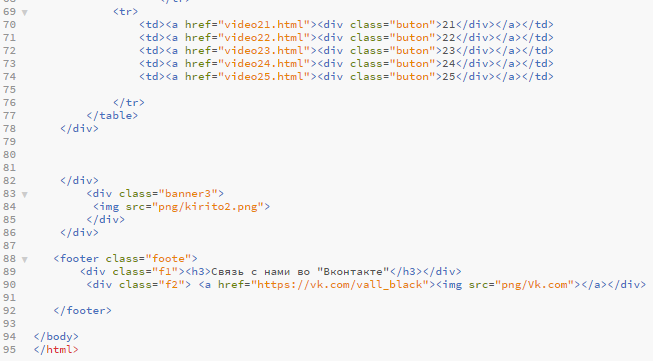 68 </tr>
69 <tr>
70 <td><a href="video21.html"><div class="buton">21</div></a></td>
71 <td><a href="video22.html"><div class="buton">22</div></a></td>
72 <td><a href="video23.html"><div class="buton">23</div></a></td>
73 <td><a href="video24.html"><div class="buton">24</div></a></td>
74 <td><a href="video25.html"><div class="buton">25</div></a></td>
75
76 </tr>
77 </table>
78 </div>
79
80
81
82 </div>
83 <div class="banner3">
84 <img src="png/kirito2.png">
85 </div>
86 </div>
87
88 <footer class="foote">
89 <div class="f1"><h3>Связь с нами во "Вконтакте"</h3></div>
90 <div class="f2"> <a href="https://vk.com/vall_black"><img src="png/Vk.com"></a></div>
91
92 </footer>
93
94 </body>
95 </html>